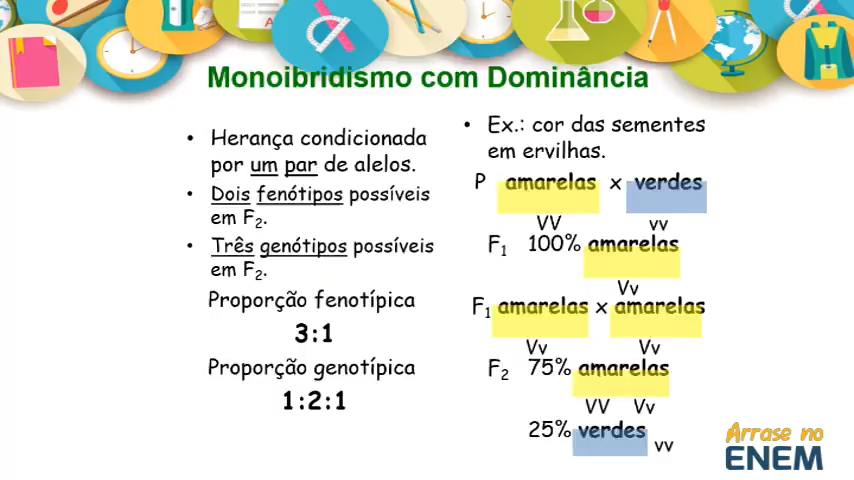 Monoibridismo com Dominância
• Herança condicionada
por um par de alelos.
• Dois fenótipos possíveis
em F2.
• Três genótipos possíveis
em F2.
Proporção fenotípica
3:1
Proporção genotípica
1:2:1
• Ex.: cor das sementes
em ervilhas.
P amarelas x verdes
VV vv
F1 100% amarelas
Vv
F1 amarelas x amarelas
Vv Vv
F2 75% amarelas
VV Vv
25% verdes
vv
Arrase no
ENEM